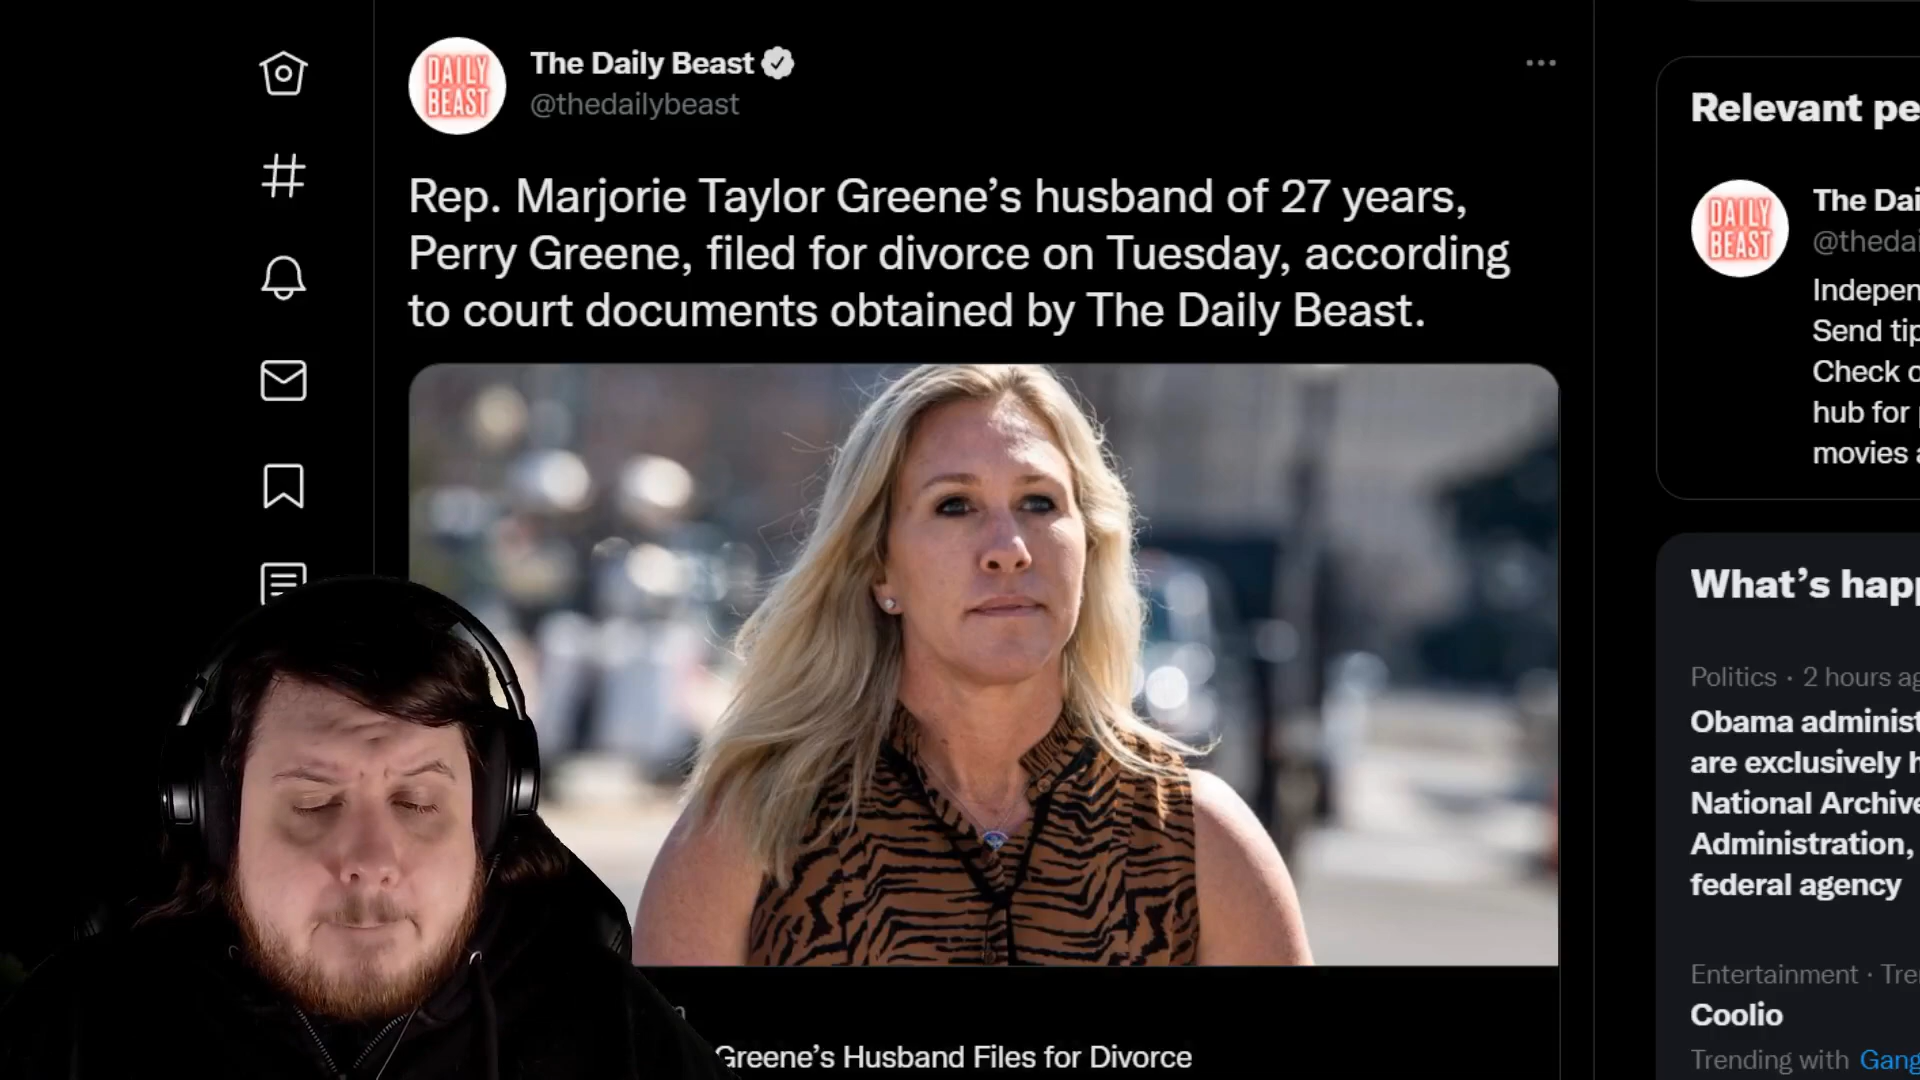 DAILY
BEAST
The Daily Beast
@thedailybeast
Rep. Marjorie Taylor Greene’s husband of 27 years,
Perry Greene, filed for divorce on Tuesday, according
to court documents obtained by The Daily Beast.
Greene’s Husband Files for Divorce
Relevant pe
DAILY
BEAST
The Dai
@thedai
Indepen
Send tip
Check o
hub for p
movies a
What’s happ
Politics · 2 hours ag
Obama administ
are exclusively h
National Archive
Administration,
federal agency
Entertainment · Tre
Coolio
Trending with Gang